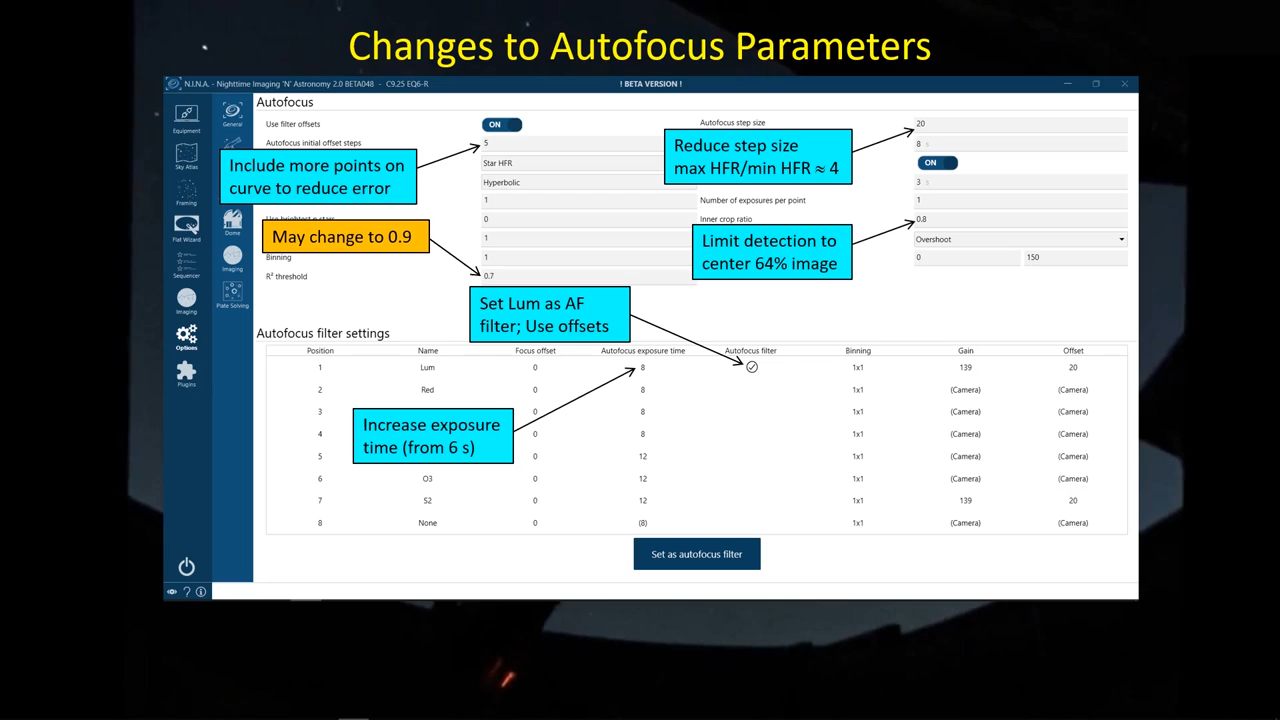 Changes to Autofocus Parameters
N.I.N.A. - Nighttime Imaging 'N' Astronomy 2.0 BETA048 - C9.25 EQ6-R
! BETA VERSION !
Equipment
Sky Atlas
Framing
Flat Wizard
Sequencer
Imaging
Options
Plugins
General
Dome
Imaging
Plate Solving
Autofocus
Use filter offsets
ON
Autofocus step size
20
Autofocus initial offset steps
5
8 s
Include more points on
curve to reduce error
Reduce step size
max HFR/min HFR ≈ 4
Star HFR
ON
Hyperbolic
3 s
1
Number of exposures per point
1
Use brightest n stars
0
Inner crop ratio
0.8
May change to 0.9
1
Limit detection to
center 64% image
Overshoot
Binning
1
0
150
R² threshold
0.7
Set Lum as AF
filter; Use offsets
Autofocus filter settings
Position Name Focus offset Autofocus exposure time Autofocus filter Binning Gain Offset
1 Lum 0 8 1x1 139 20
2 Red 0 8 1x1 (Camera) (Camera)
3 0 8 1x1 (Camera) (Camera)
4 0 8 1x1 (Camera) (Camera)
5 0 12 1x1 (Camera) (Camera)
6 O3 0 12 1x1 (Camera) (Camera)
7 S2 0 12 1x1 139 20
8 None 0 (8) 1x1 (Camera) (Camera)
Increase exposure
time (from 6 s)
Set as autofocus filter